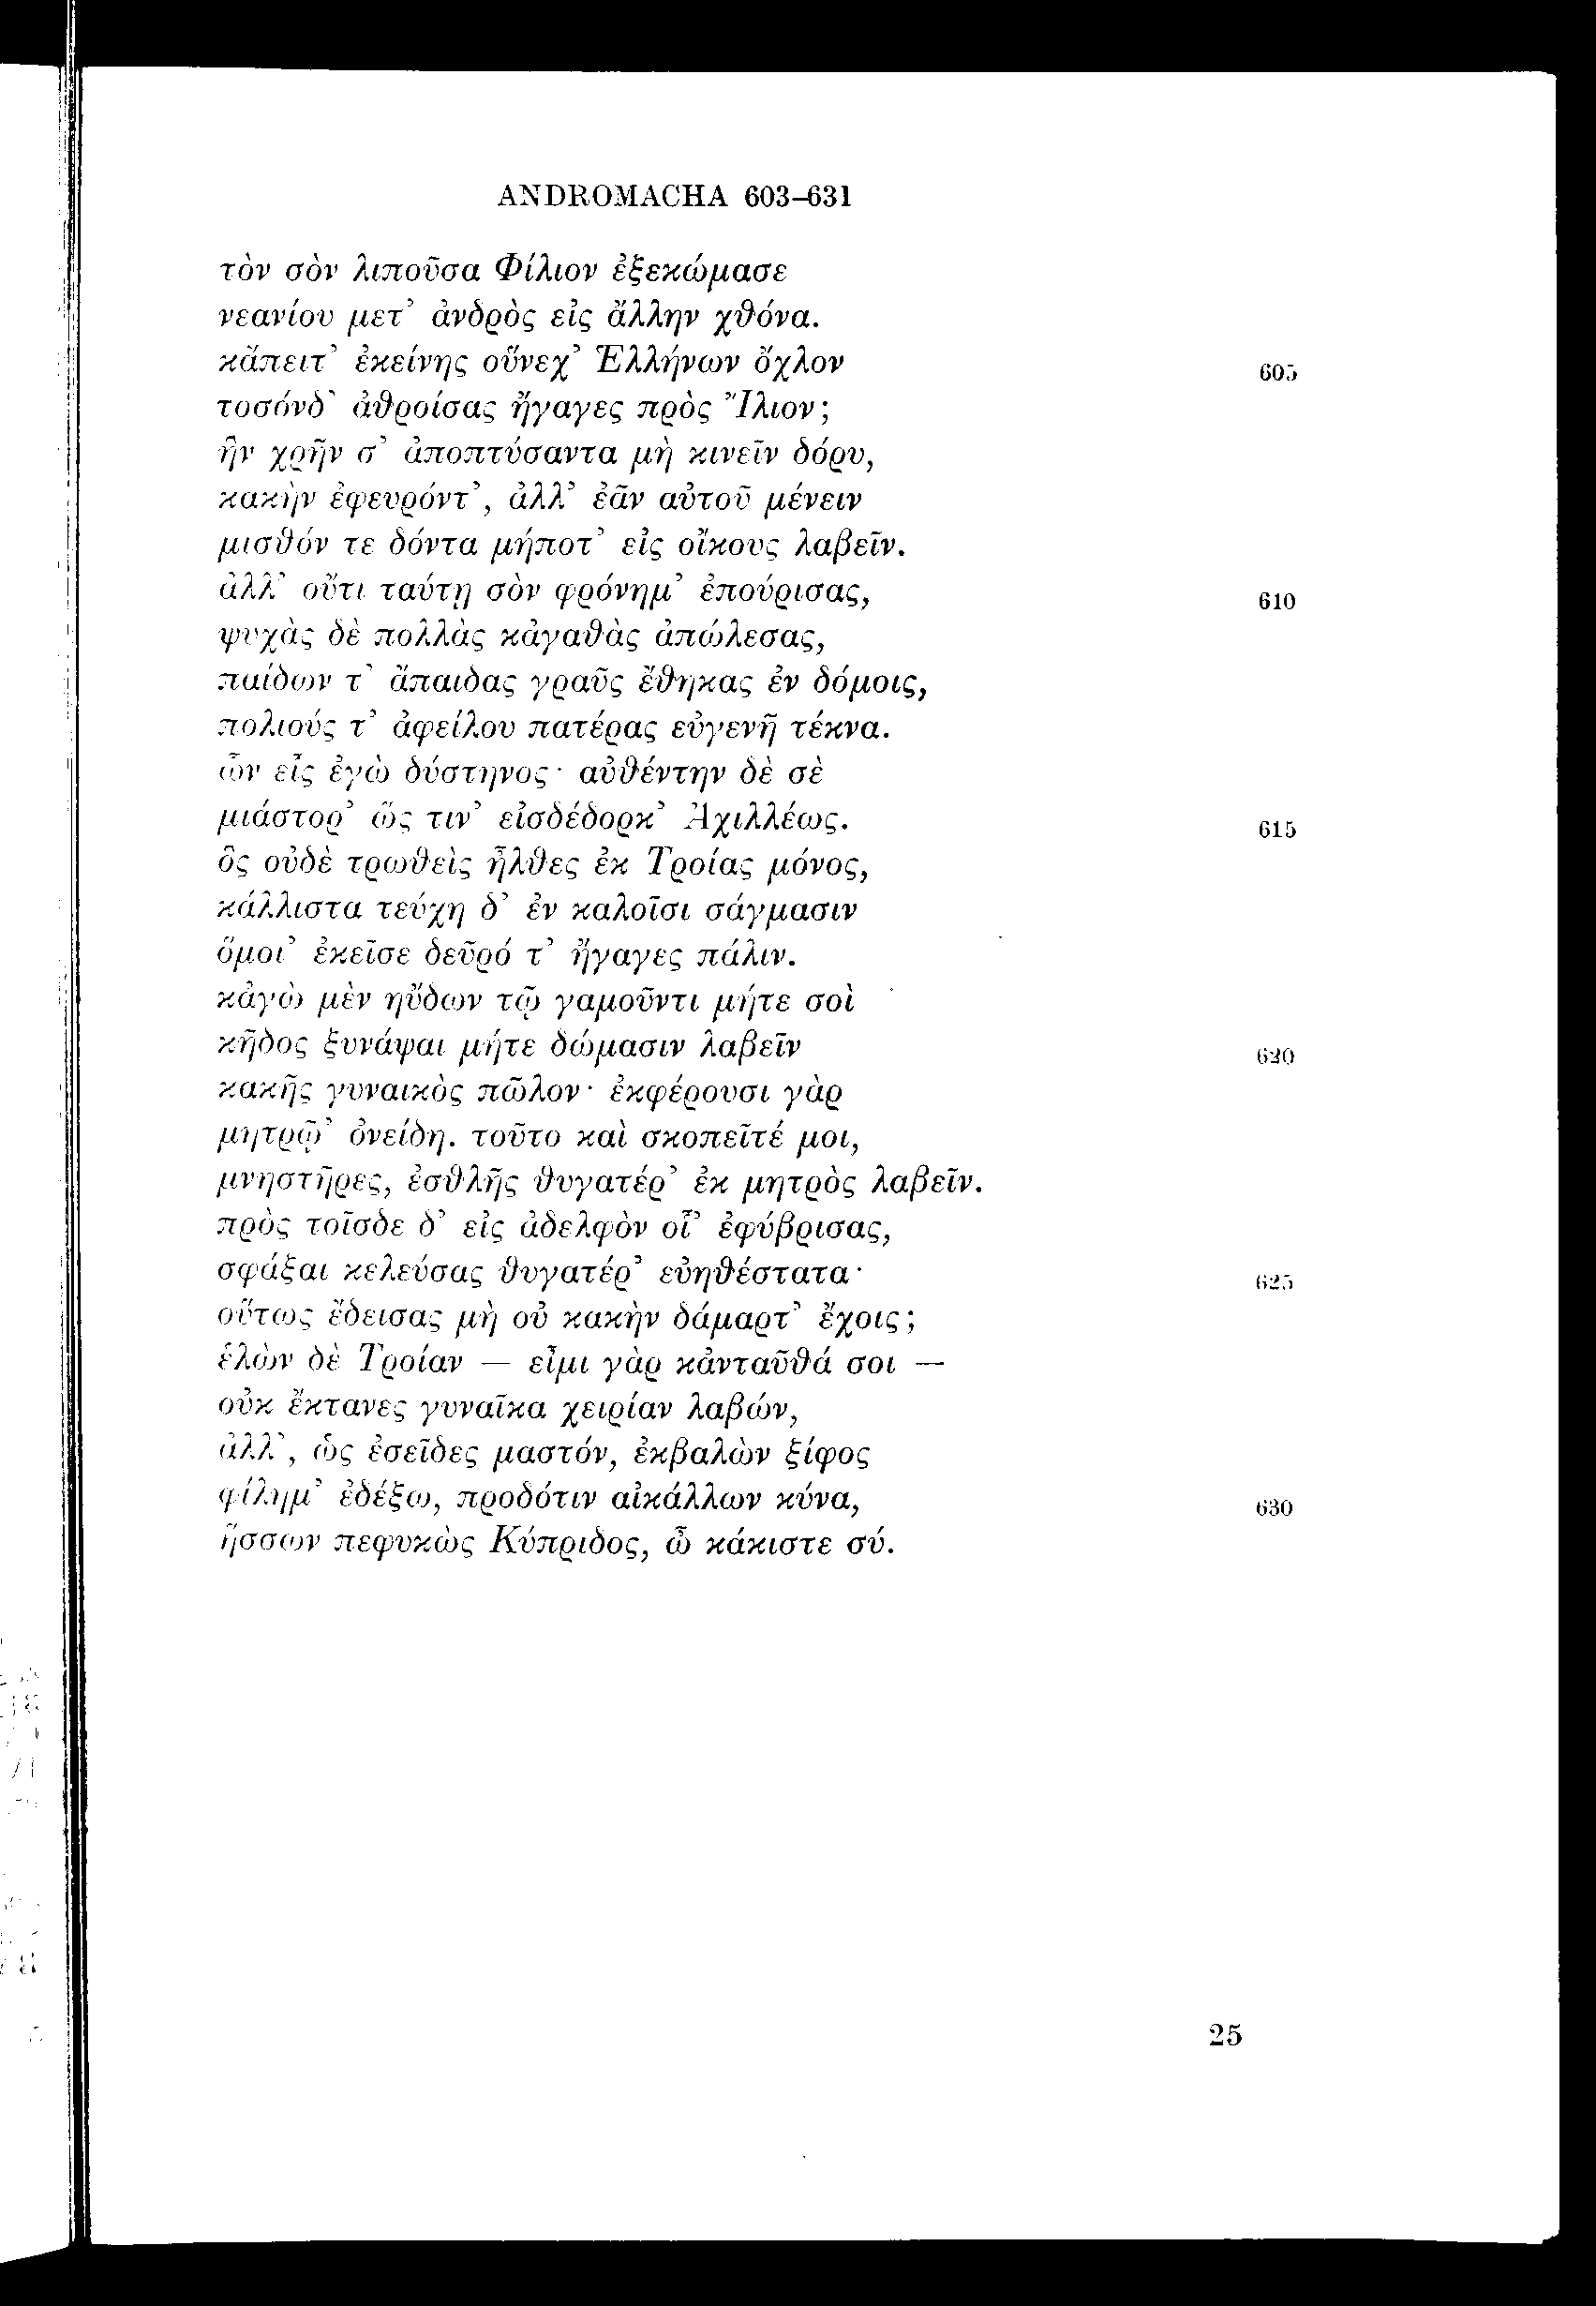 ANDROMACHA 603–631
τὸν σὸν λιποῦσα Φίλιον ἐξεκώμασε
νεανίου μετ’ ἀνδρὸς εἰς ἄλλην χθόνα.
κἄπειτ’ ἐκείνης οὕνεχ’ Ἑλλήνων ὄχλον
605
τοσόνδ’ ἀθροίσας ἤγαγες πρὸς Ἴλιον;
ἣν χρῆν σ’ ἀποπτύσαντα μὴ κινεῖν δόρυ,
κακὴν ἐφευρόντ’, ἀλλ’ ἐᾶν αὐτοῦ μένειν
μισθόν τε δόντα μήποτ’ εἰς οἴκους λαβεῖν.
ἀλλ’ οὔτι ταύτῃ σὸν φρόνημ’ ἐπούρισας,
610
ψυχὰς δὲ πολλὰς κἀγαθὰς ἀπώλεσας,
παίδων τ’ ἄπαιδας γραῦς ἔθηκας ἐν δόμοις,
πολιούς τ’ ἀφείλου πατέρας εὐγενῆ τέκνα.
ὧν εἷς ἐγὼ δύστηνος· αὐθέντην δὲ σὲ
μιάστορ’ ὥς τιν’ εἰσδέδορκ’ Ἀχιλλέως.
615
ὃς οὐδὲ τρωθεὶς ἦλθες ἐκ Τροίας μόνος,
κάλλιστα τεύχη δ’ ἐν καλοῖσι σάγμασιν
ὅμοι’ ἐκεῖσε δεῦρό τ’ ἤγαγες πάλιν.
κἀγὼ μὲν ηὔδων τῷ γαμοῦντι μήτε σοὶ
κῆδος ξυνάψαι μήτε δώμασιν λαβεῖν
620
κακῆς γυναικὸς πῶλον· ἐκφέρουσι γὰρ
μητρῷ’ ὀνείδη. τοῦτο καὶ σκοπεῖτέ μοι,
μνηστῆρες, ἐσθλῆς θυγατέρ’ ἐκ μητρὸς λαβεῖν.
πρὸς τοῖσδε δ’ εἰς ἀδελφὸν οἷ’ ἐφύβρισας,
σφάξαι κελεύσας θυγατέρ’ εὐηθέστατα·
625
οὕτως ἔδεισας μὴ οὐ κακὴν δάμαρτ’ ἔχοις;
ἑλὼν δὲ Τροίαν — εἶμι γὰρ κἀνταῦθά σοι —
οὐκ ἔκτανες γυναῖκα χειρίαν λαβών,
ἀλλ’, ὡς ἐσεῖδες μαστόν, ἐκβαλὼν ξίφος
φίλημ’ ἐδέξω, προδότιν αἰκάλλων κύνα,
630
ἥσσων πεφυκὼς Κύπριδος, ὦ κάκιστε σύ.
25